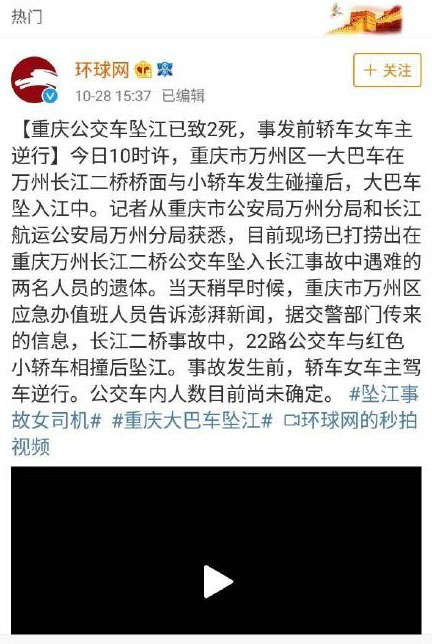 热门
环球网
10-28 15:37 已编辑
+ 关注
【重庆公交车坠江已致2死，事发前轿车女车主
逆行】今日10时许，重庆市万州区一大巴车在
万州长江二桥桥面与小轿车发生碰撞后，大巴车
坠入江中。记者从重庆市公安局万州分局和长江
航运公安局万州分局获悉，目前现场已打捞出在
重庆万州长江二桥公交车坠入长江事故中遇难的
两名人员的遗体。当天稍早时候，重庆市万州区
应急办值班人员告诉澎湃新闻，据交警部门传来
的信息，长江二桥事故中，22路公交车与红色
小轿车相撞后坠江。事故发生前，轿车女车主驾
车逆行。公交车内人数目前尚未确定。 #坠江事
故女司机# #重庆大巴车坠江# 环球网的秒拍
视频